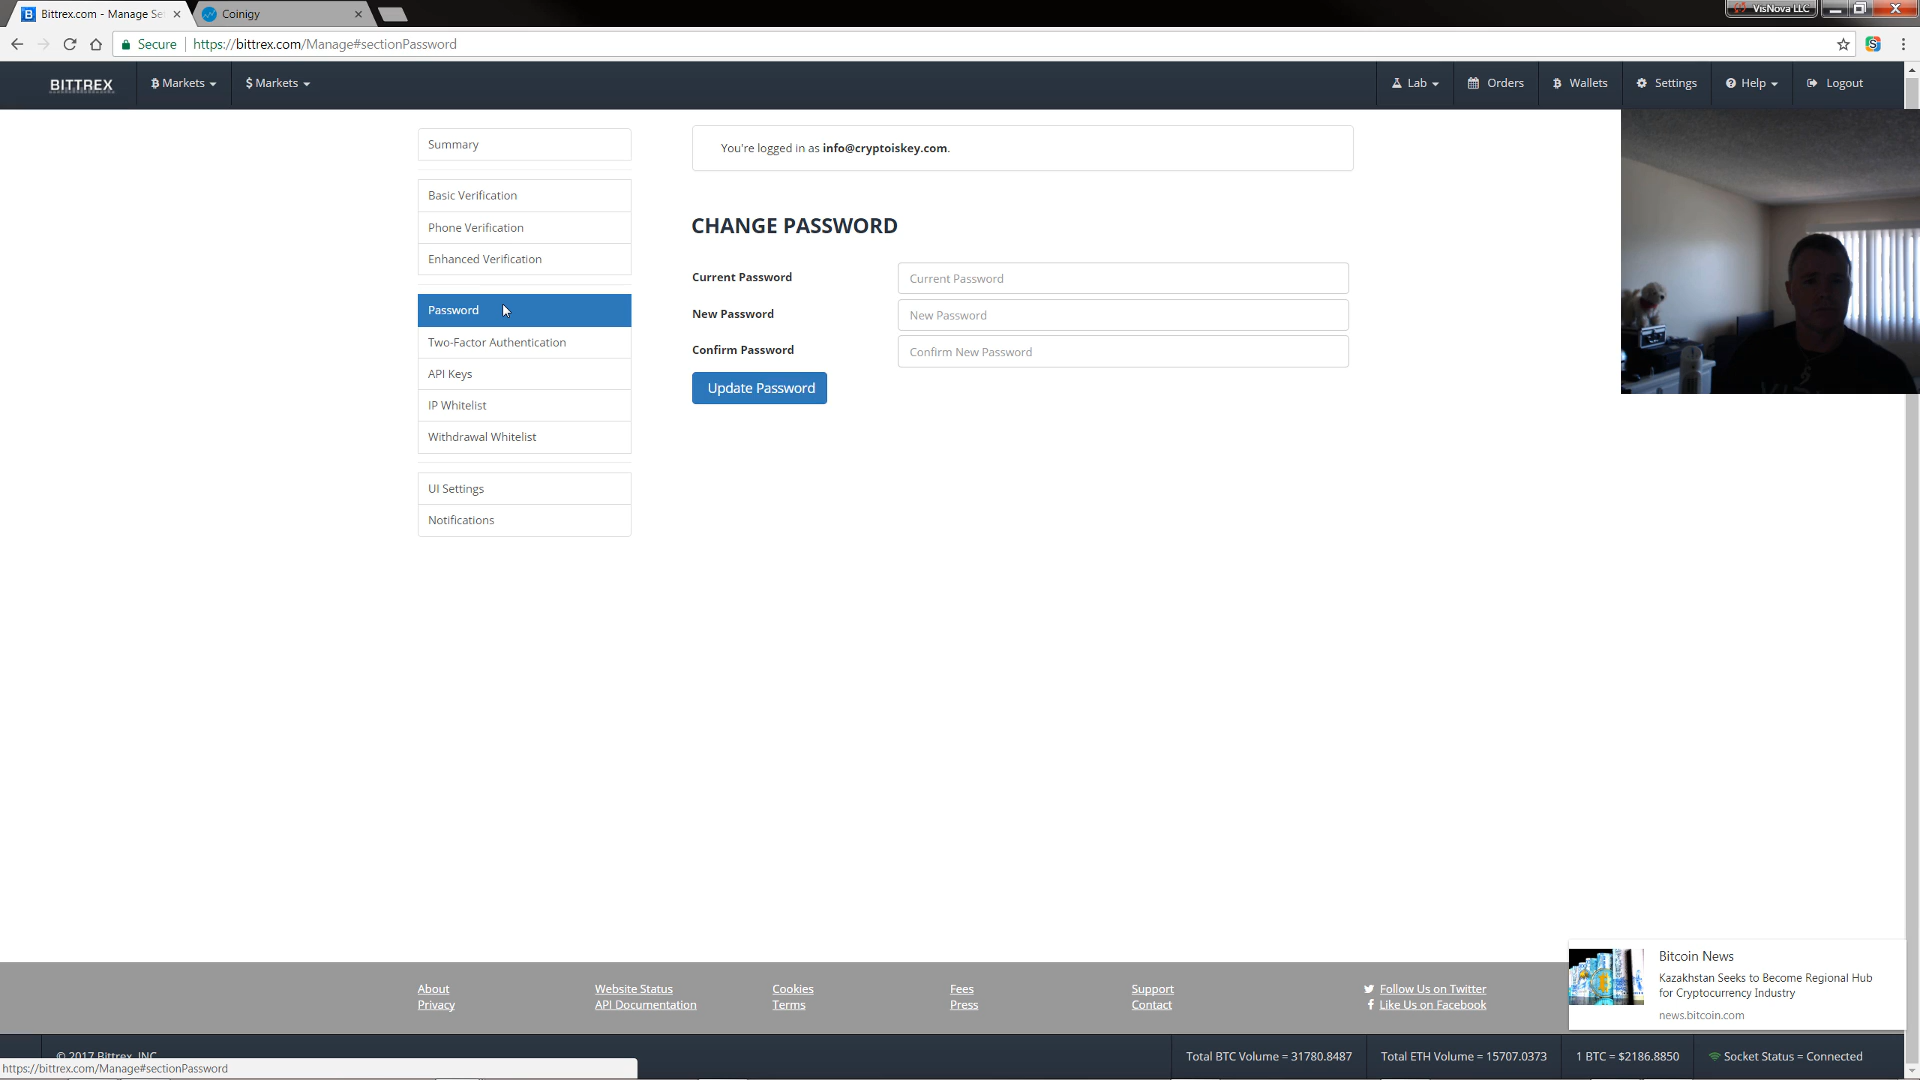 Bittrex.com - Manage Se
Coinigy
VisNova LLC
Secure
https://bittrex.com/Manage#sectionPassword
BITTREX
Markets
$ Markets
Lab
Orders
Wallets
Settings
Help
Logout
Summary
Basic Verification
Phone Verification
Enhanced Verification
Password
Two-Factor Authentication
API Keys
IP Whitelist
Withdrawal Whitelist
UI Settings
Notifications
You're logged in as info@cryptoiskey.com.
CHANGE PASSWORD
Current Password
Current Password
New Password
New Password
Confirm Password
Confirm New Password
Update Password
About
Privacy
Website Status
API Documentation
Cookies
Terms
Fees
Press
Support
Contact
Follow Us on Twitter
Like Us on Facebook
Bitcoin News
Kazakhstan Seeks to Become Regional Hub
for Cryptocurrency Industry
news.bitcoin.com
© 2017 Bittrex, INC
https://bittrex.com/Manage#sectionPassword
Total BTC Volume = 31780.8487
Total ETH Volume = 15707.0373
1 BTC = $2186.8850
Socket Status = Connected